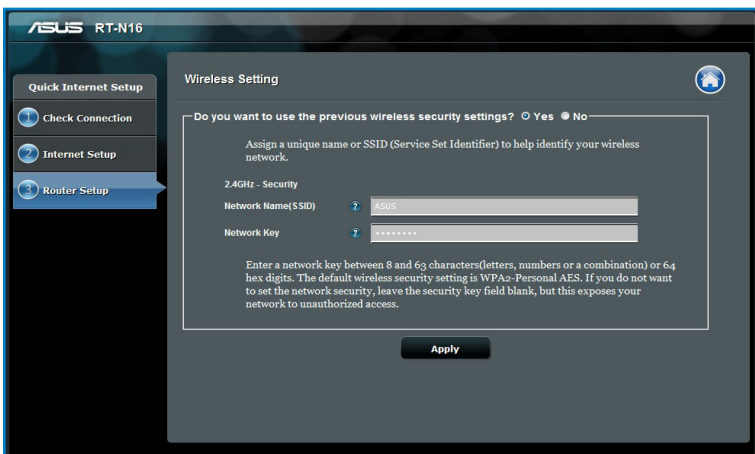 ASUS RT-N16
Quick Internet Setup
1 Check Connection
2 Internet Setup
3 Router Setup
Wireless Setting
Do you want to use the previous wireless security settings? Yes No
Assign a unique name or SSID (Service Set Identifier) to help identify your wireless
network.
2.4GHz - Security
Network Name(SSID) ? ASUS
Network Key ? ********
Enter a network key between 8 and 63 characters(letters, numbers or a combination) or 64
hex digits. The default wireless security setting is WPA2-Personal AES. If you do not want
to set the network security, leave the security key field blank, but this exposes your
network to unauthorized access.
Apply